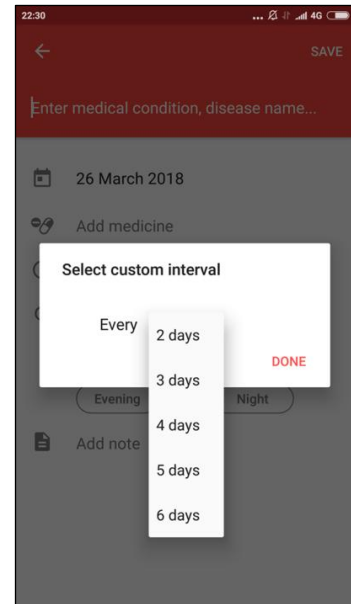 22:30
... 4G
SAVE
Enter medical condition, disease name...
26 March 2018
Add medicine
Select custom interval
Every
2 days
3 days
DONE
Evening
Night
4 days
Add note
5 days
6 days